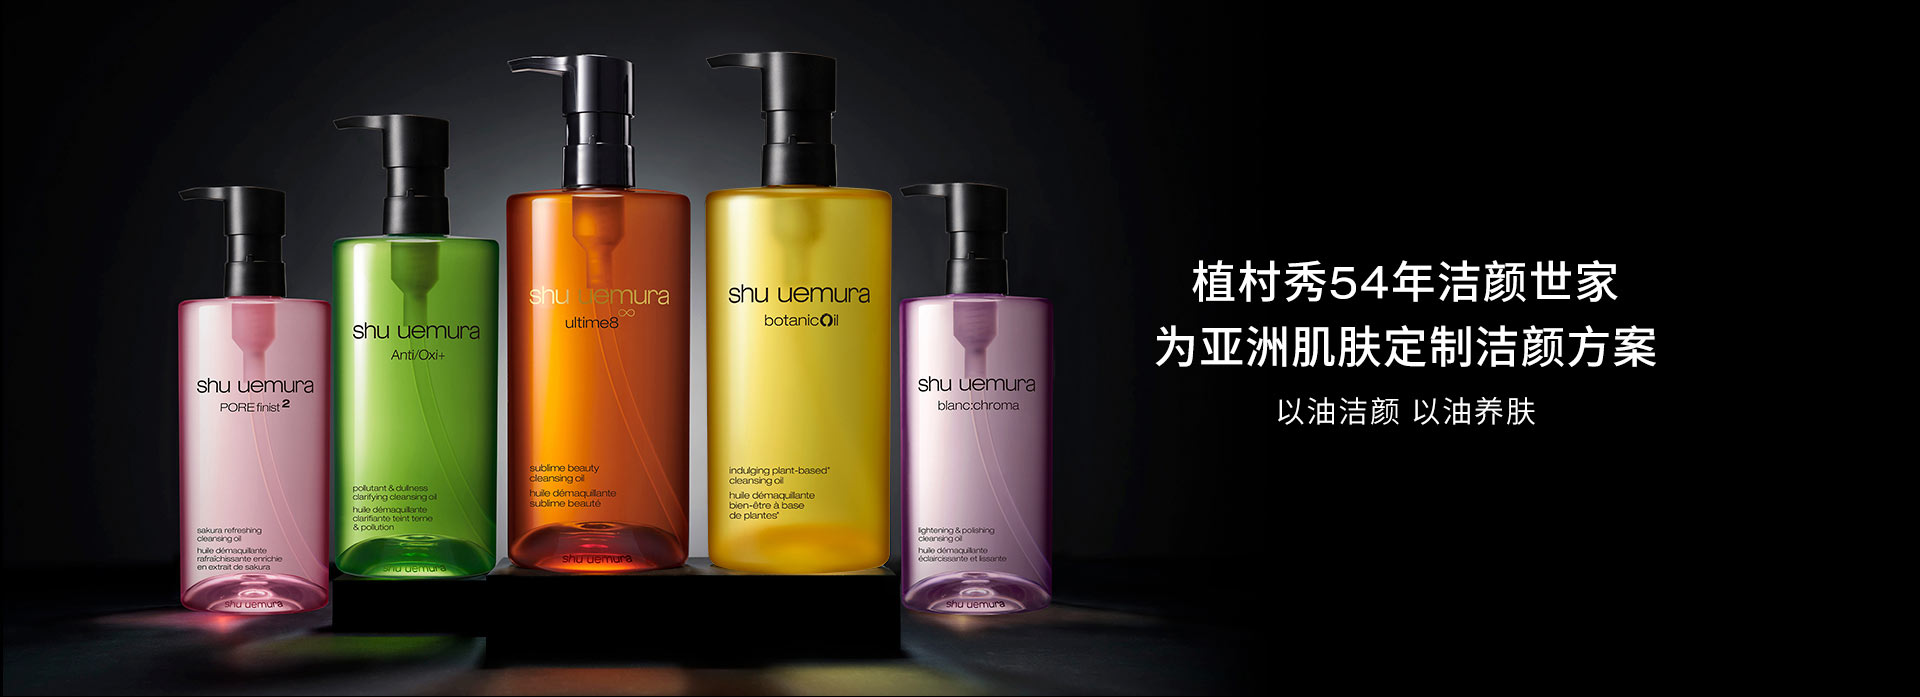 shu uemura
POREfinist2
sakura refreshing
cleansing oil
huile démaquillante
rafraîchissante enrichie
en extrait de sakura
shu uemura
shu uemura
Anti/Oxi+
pollutant & dullness
clarifying cleansing oil
huile démaquillante
clarifiante teint terne
& pollution
shu uemura
shu uemura
ultime8
sublime beauty
cleansing oil
huile démaquillante
sublime beauté
shu uemura
shu uemura
botanicOil
indulging plant-based*
cleansing oil
huile démaquillante
bien-être à base
de plantes*
shu uemura
blanc:chroma
lightening & polishing
cleansing oil
huile démaquillante
éclaircissante et lissante
shu uemura
植村秀54年洁颜世家
为亚洲肌肤定制洁颜方案
以油洁颜 以油养肤